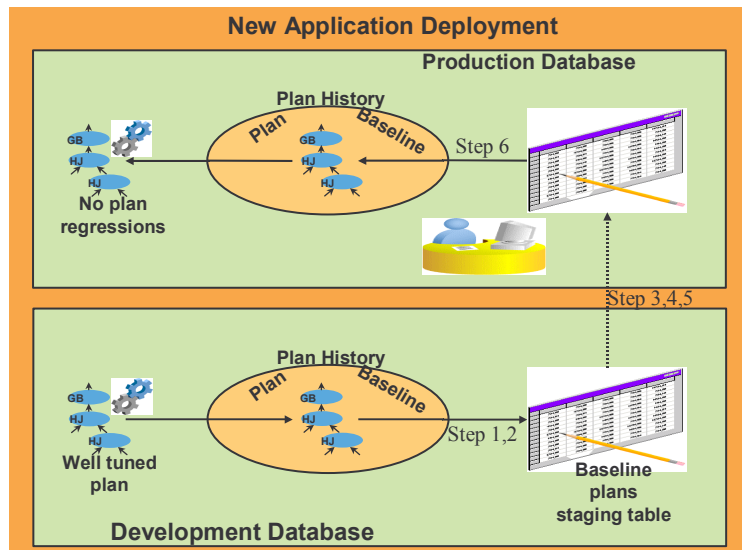 New Application Deployment
Production Database
Plan History
Plan
Baseline
Step 6
GB
HJ
HJ
GB
HJ
HJ
No plan
regressions
Step 3,4,5
Plan History
Plan
Baseline
GB
HJ
HJ
GB
HJ
HJ
Step 1,2
Well tuned
plan
Baseline
plans
staging table
Development Database